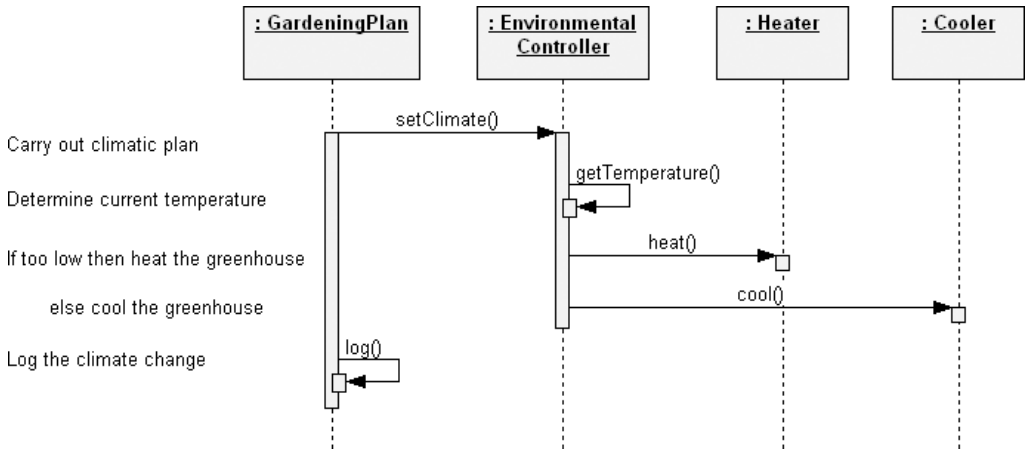 : GardeningPlan
: Environmental
Controller
: Heater
: Cooler
setClimate()
Carry out climatic plan
getTemperature()
Determine current temperature
heat()
If too low then heat the greenhouse
cool()
else cool the greenhouse
log()
Log the climate change